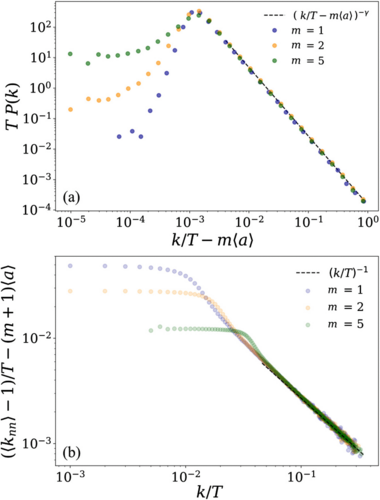 10²
10¹
10⁰
10⁻¹
10⁻²
10⁻³
10⁻⁴
T P(k)
(k/T − m⟨a⟩)⁻ᵞ
m = 1
m = 2
m = 5
(a)
10⁻⁵ 10⁻⁴ 10⁻³ 10⁻² 10⁻¹ 10⁰
k/T − m⟨a⟩
10⁻²
10⁻³
(⟨kₙₙ⟩ − 1)/T − (m + 1)⟨a⟩
(k/T)⁻¹
m = 1
m = 2
m = 5
(b)
10⁻³ 10⁻² 10⁻¹
k/T